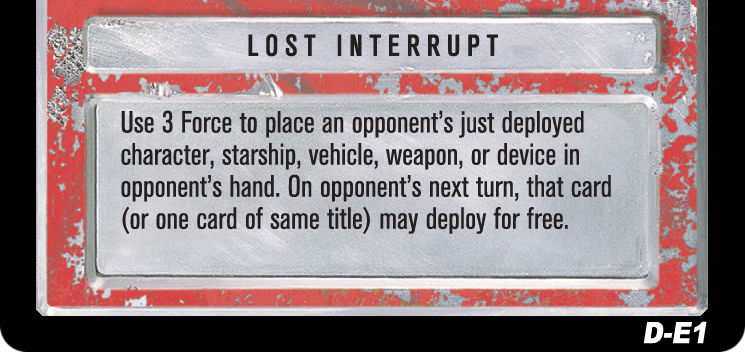 LOST INTERRUPT
Use 3 Force to place an opponent's just deployed
character, starship, vehicle, weapon, or device in
opponent's hand. On opponent's next turn, that card
(or one card of same title) may deploy for free.
D-E1